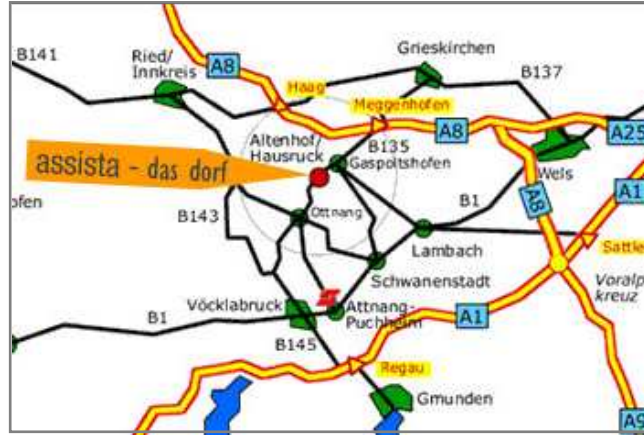 B141
Ried/
Innkreis
A8
Haag
Grieskirchen
B137
Meggenhofen
A8
A25
Altenhof/
Hausruck
B135
Gaspoltshofen
Wels
assista - das dorf
A8
A1
ofen
B143
Ottnang
B1
Lambach
Sattle
Schwanenstadt
Voralp
kreuz
Vöcklabruck
Attnang-
Puchheim
B1
A1
B145
Regau
Gmunden
A9